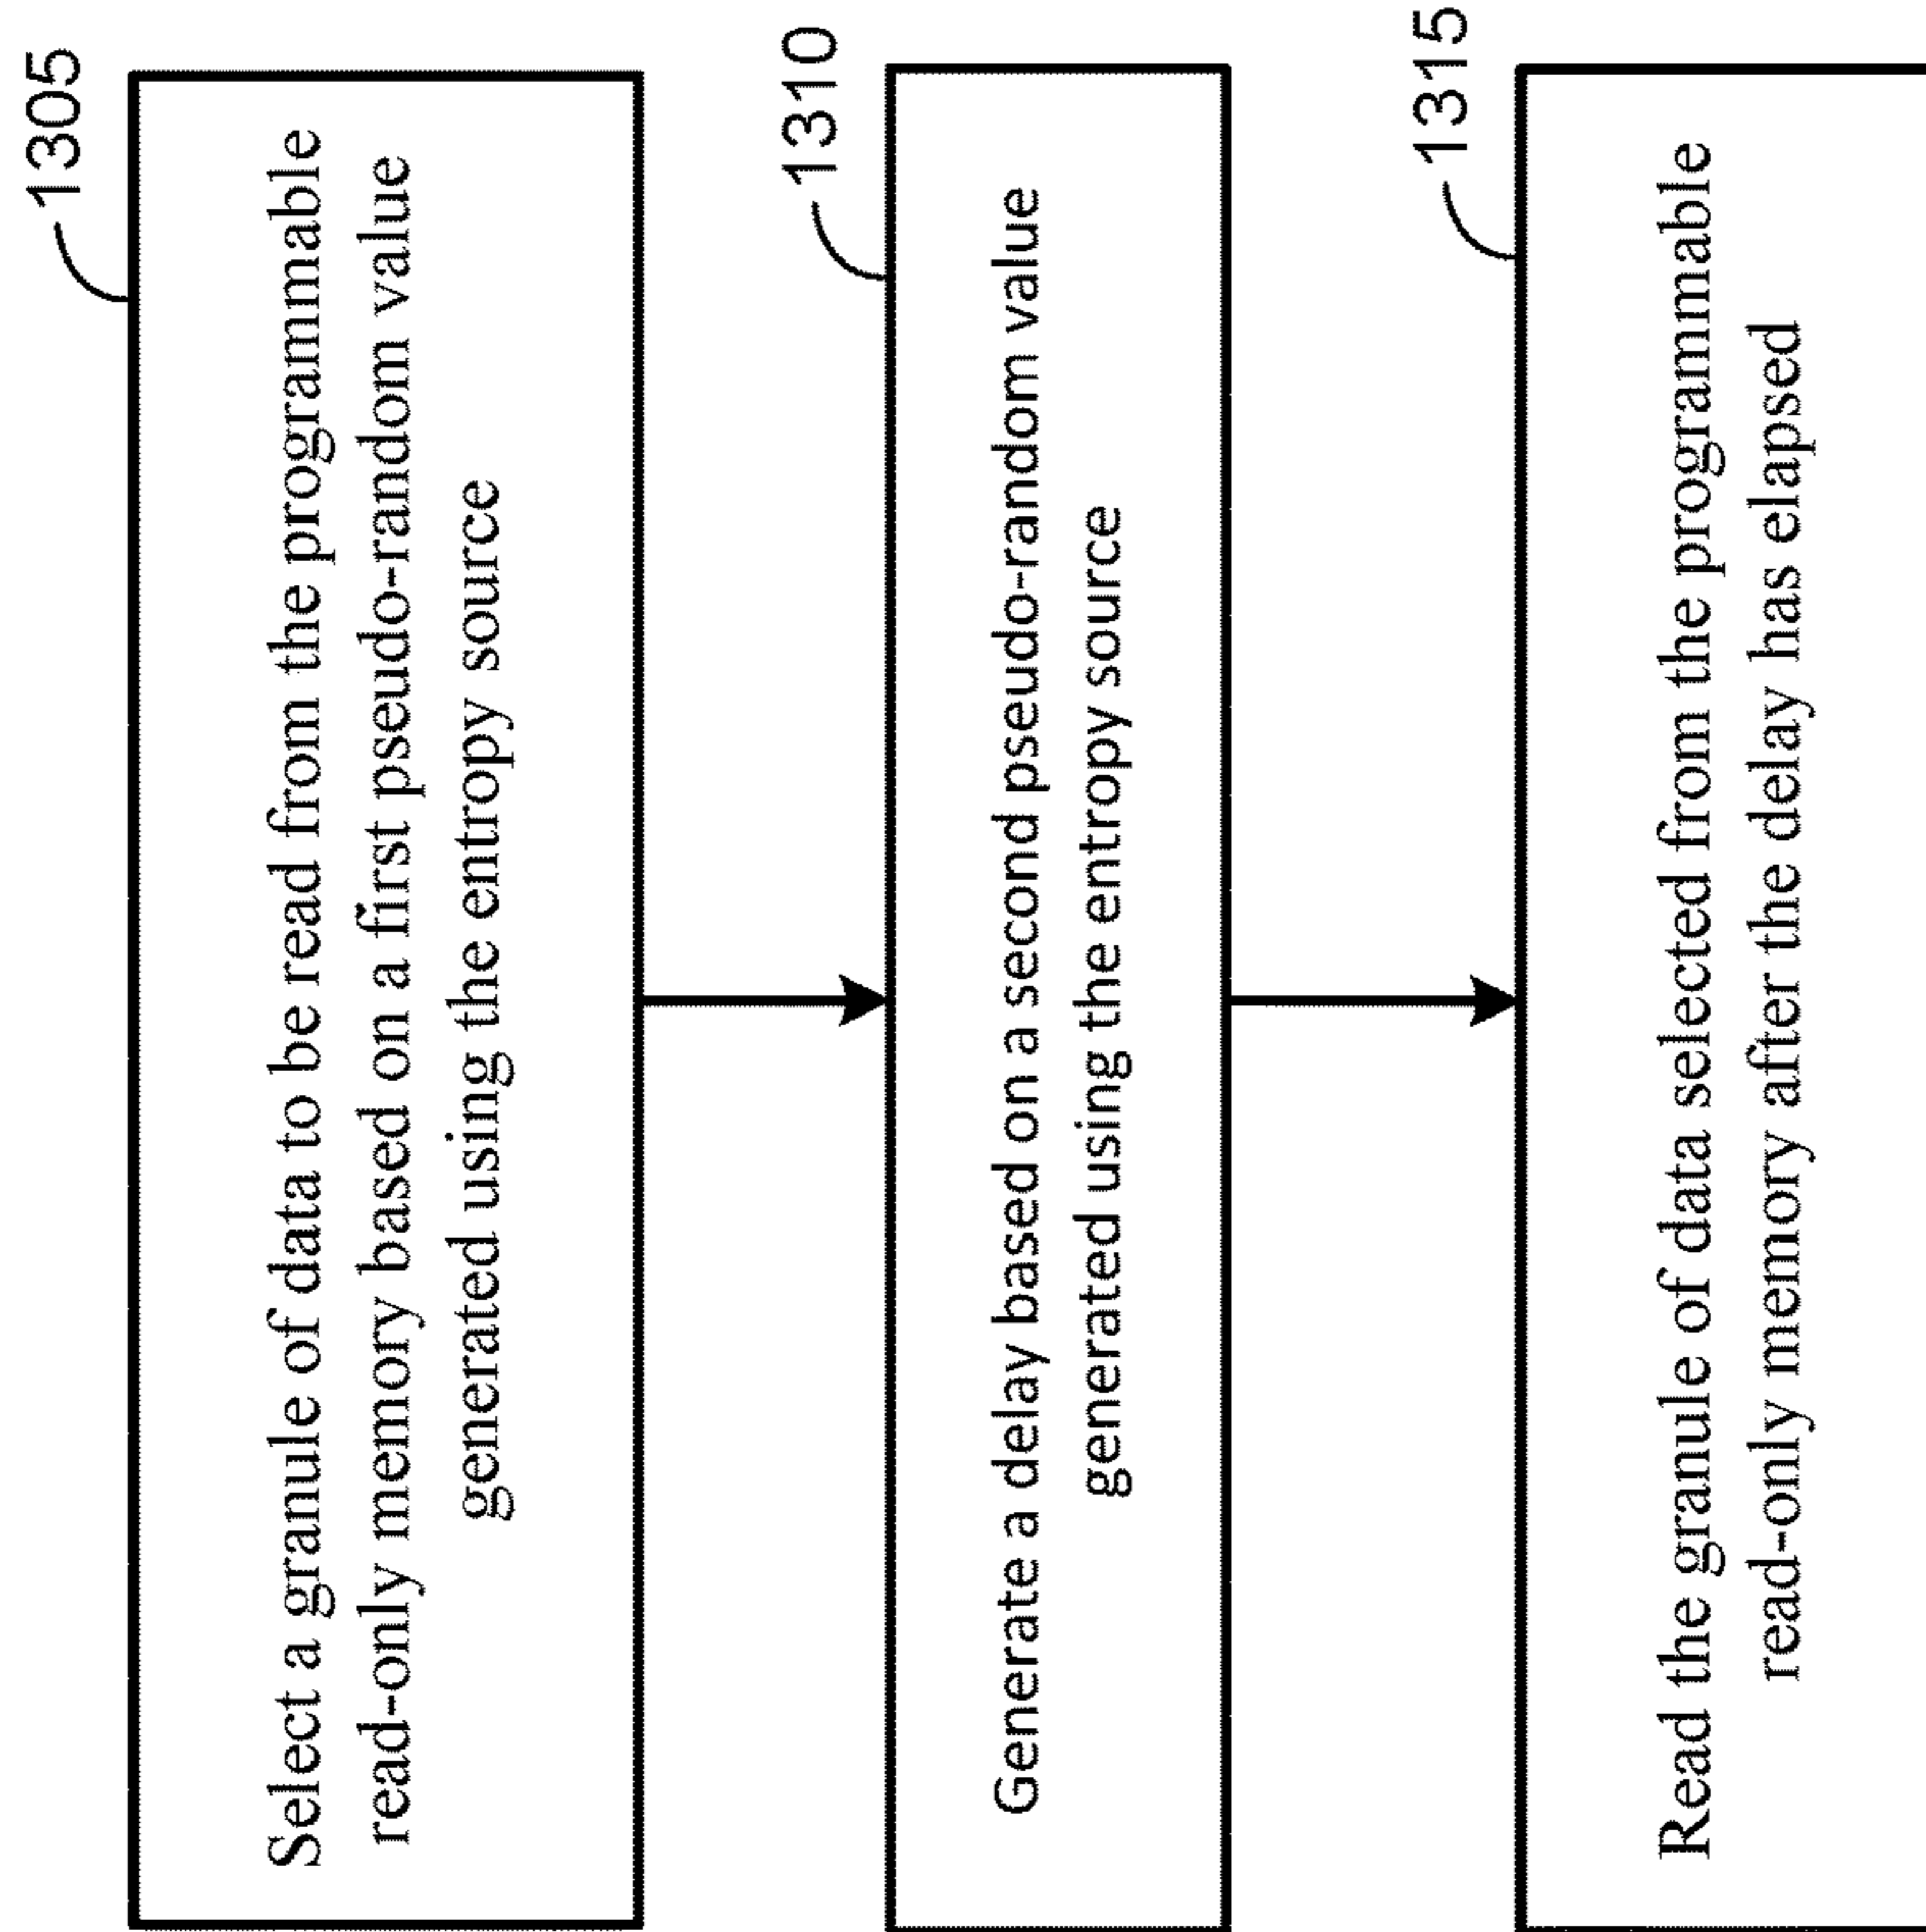 1305
Select a granule of data to be read from the programmable
read-only memory based on a first pseudo-random value
generated using the entropy source
1310
Generate a delay based on a second pseudo-random value
generated using the entropy source
1315
Read the granule of data selected from the programmable
read-only memory after the delay has elapsed